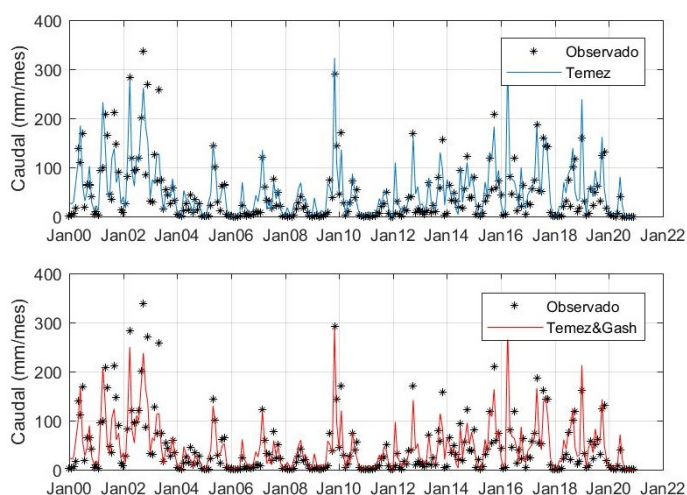 400
300
200
100
0
Caudal (mm/mes)
Observado
Temez
Jan00 Jan02 Jan04 Jan06 Jan08 Jan10 Jan12 Jan14 Jan16 Jan18 Jan20 Jan22
400
300
200
100
0
Caudal (mm/mes)
Observado
Temez&Gash
Jan00 Jan02 Jan04 Jan06 Jan08 Jan10 Jan12 Jan14 Jan16 Jan18 Jan20 Jan22